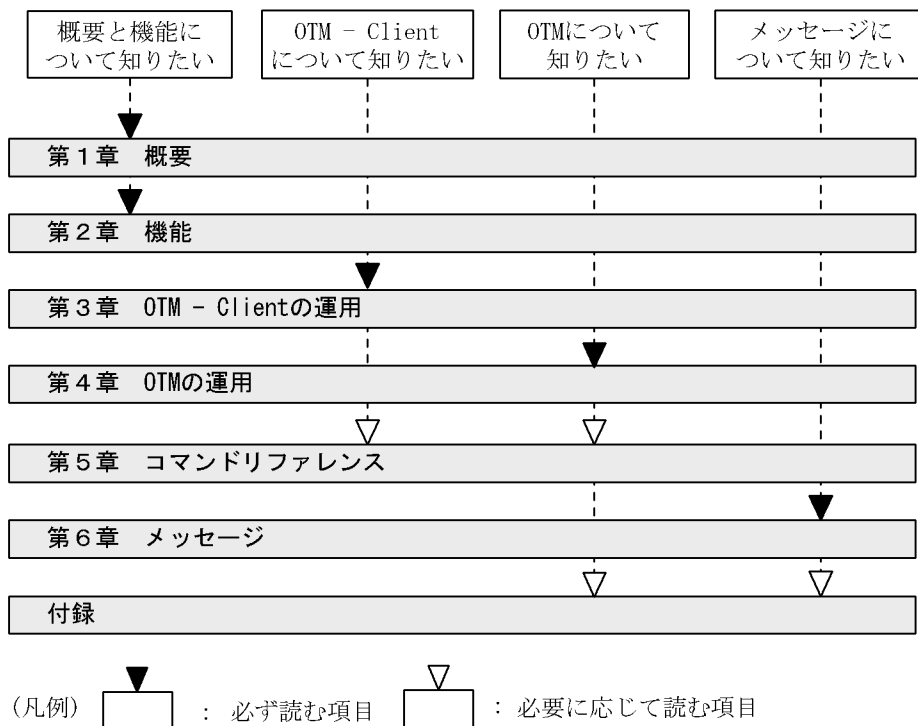 概要と機能に
ついて知りたい
OTM - Client
について知りたい
OTMについて
知りたい
メッセージに
ついて知りたい
第1章 概要
第2章 機能
第3章 OTM - Clientの運用
第4章 OTMの運用
第5章 コマンドリファレンス
第6章 メッセージ
付録
(凡例) : 必ず読む項目 : 必要に応じて読む項目